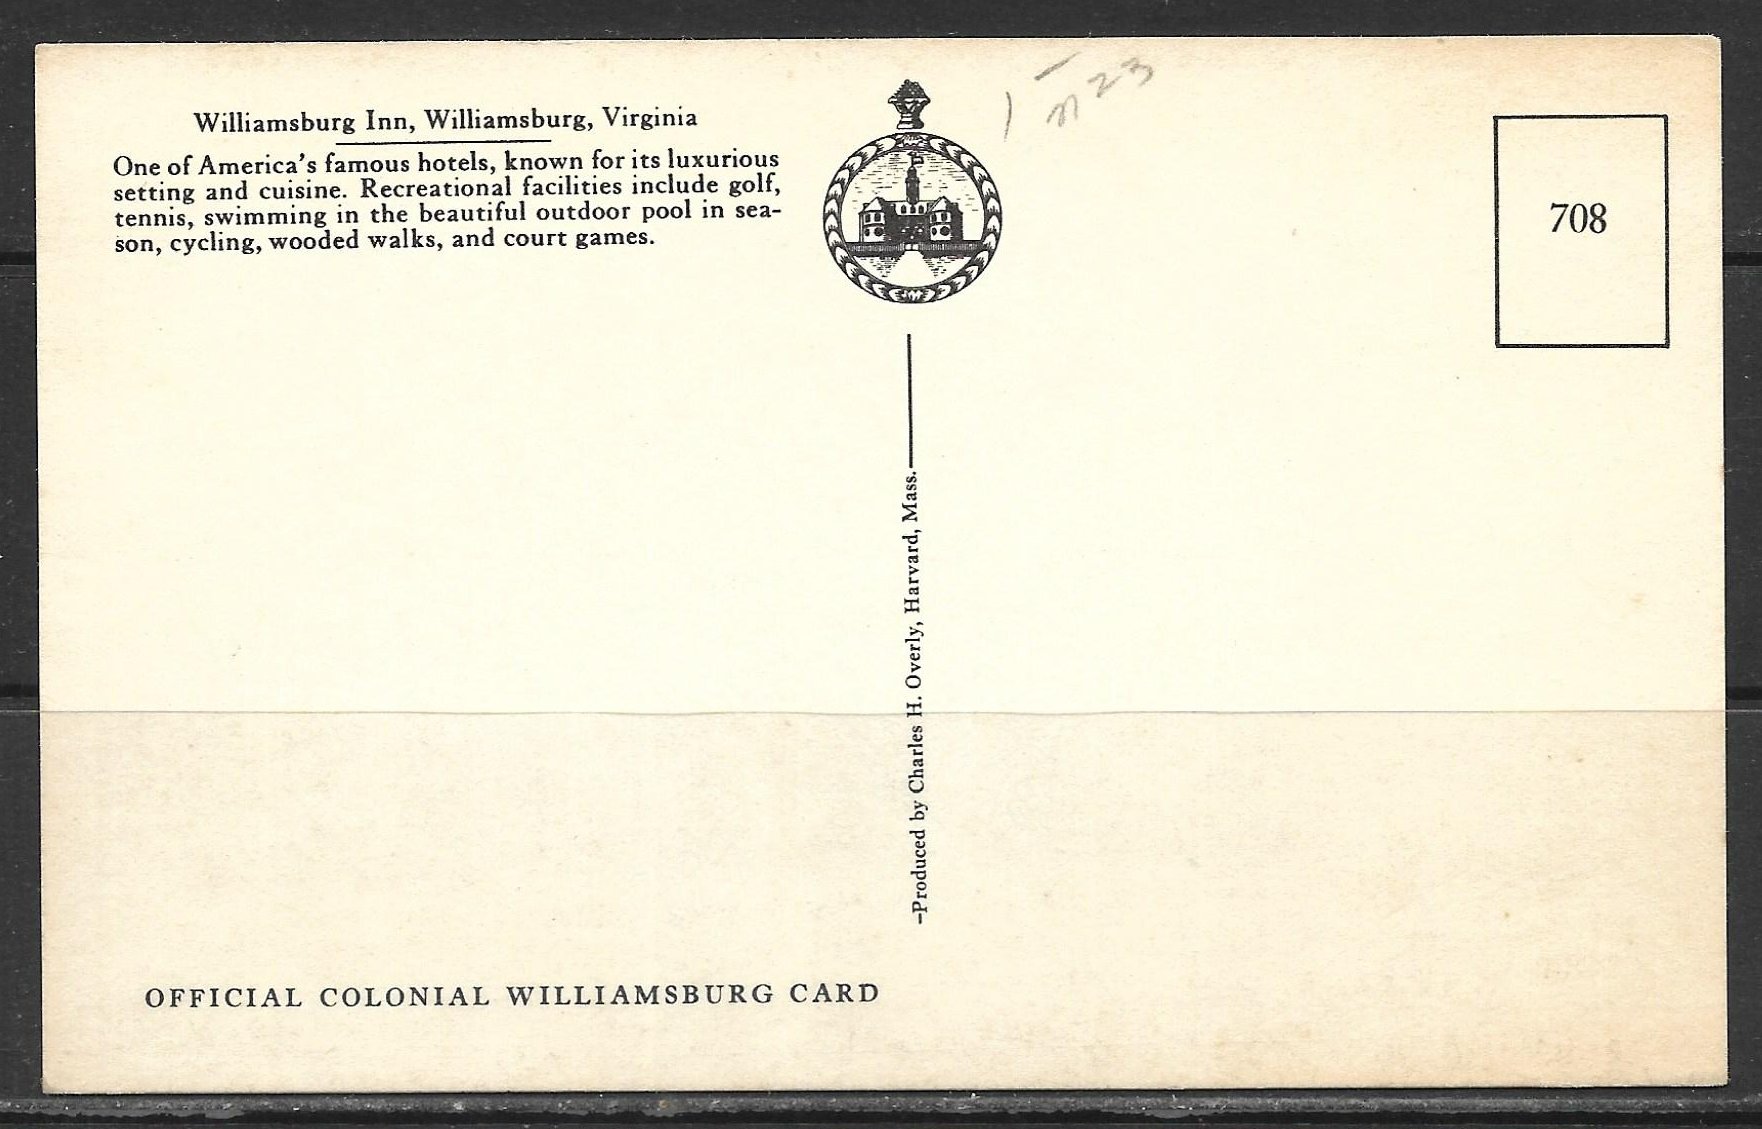 Williamsburg Inn, Williamsburg, Virginia
One of America's famous hotels, known for its luxurious
setting and cuisine. Recreational facilities include golf,
tennis, swimming in the beautiful outdoor pool in sea-
son, cycling, wooded walks, and court games.
23
708
-Produced by Charles H. Overly, Harvard, Mass.
OFFICIAL COLONIAL WILLIAMSBURG CARD